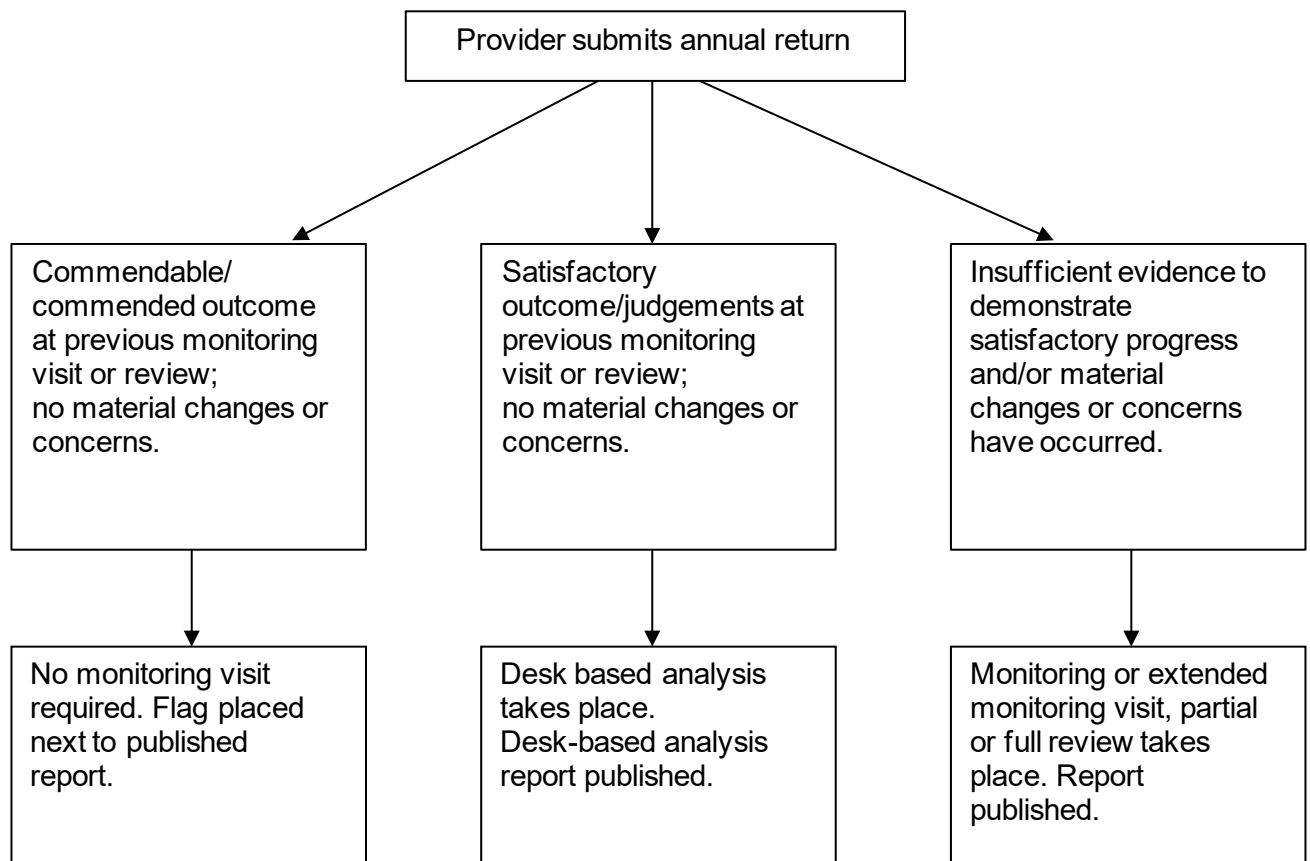 Provider submits annual return
Commendable/
commended outcome
at previous monitoring
visit or review;
no material changes or
concerns.
Satisfactory
outcome/judgements at
previous monitoring
visit or review;
no material changes or
concerns.
Insufficient evidence to
demonstrate
satisfactory progress
and/or material
changes or concerns
have occurred.
No monitoring visit
required. Flag placed
next to published
report.
Desk based analysis
takes place.
Desk-based analysis
report published.
Monitoring or extended
monitoring visit, partial
or full review takes
place. Report
published.